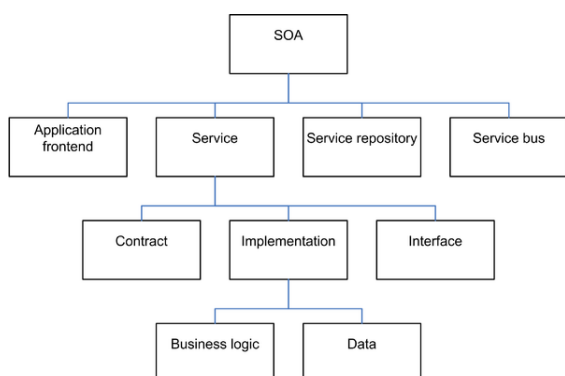 SOA
Application
frontend
Service
Service repository
Service bus
Contract
Implementation
Interface
Business logic
Data